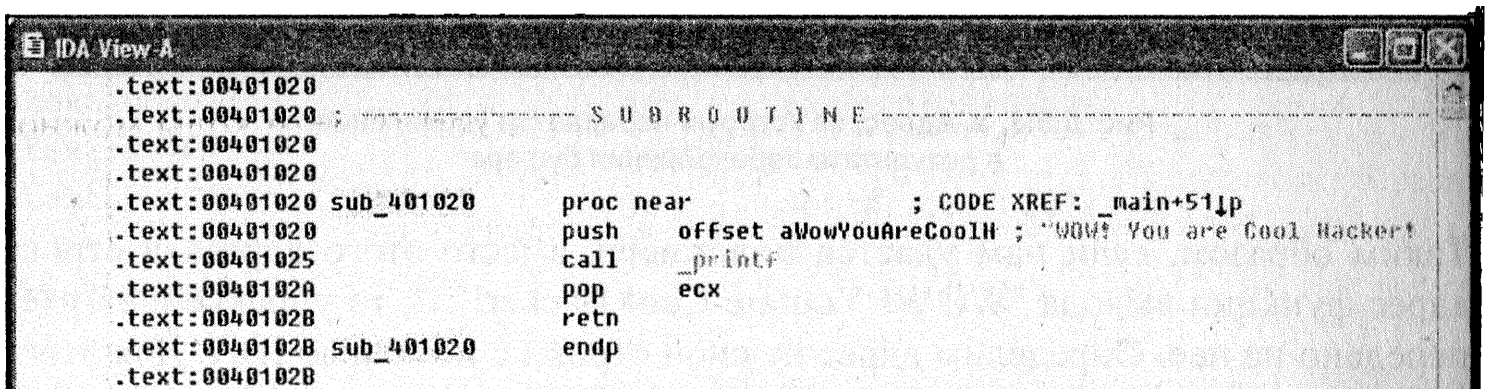 IDA View-A
.text:00401020
.text:00401020 ; --------------- S U B R O U T I N E ---------------------------------------
.text:00401020
.text:00401020
.text:00401020 sub_401020 proc near ; CODE XREF: _main+51↓p
.text:00401020 push offset aWowYouAreCoolH ; "WOW! You are Cool Hacker!
.text:00401025 call _printf
.text:0040102A pop ecx
.text:0040102B retn
.text:0040102B sub_401020 endp
.text:0040102B